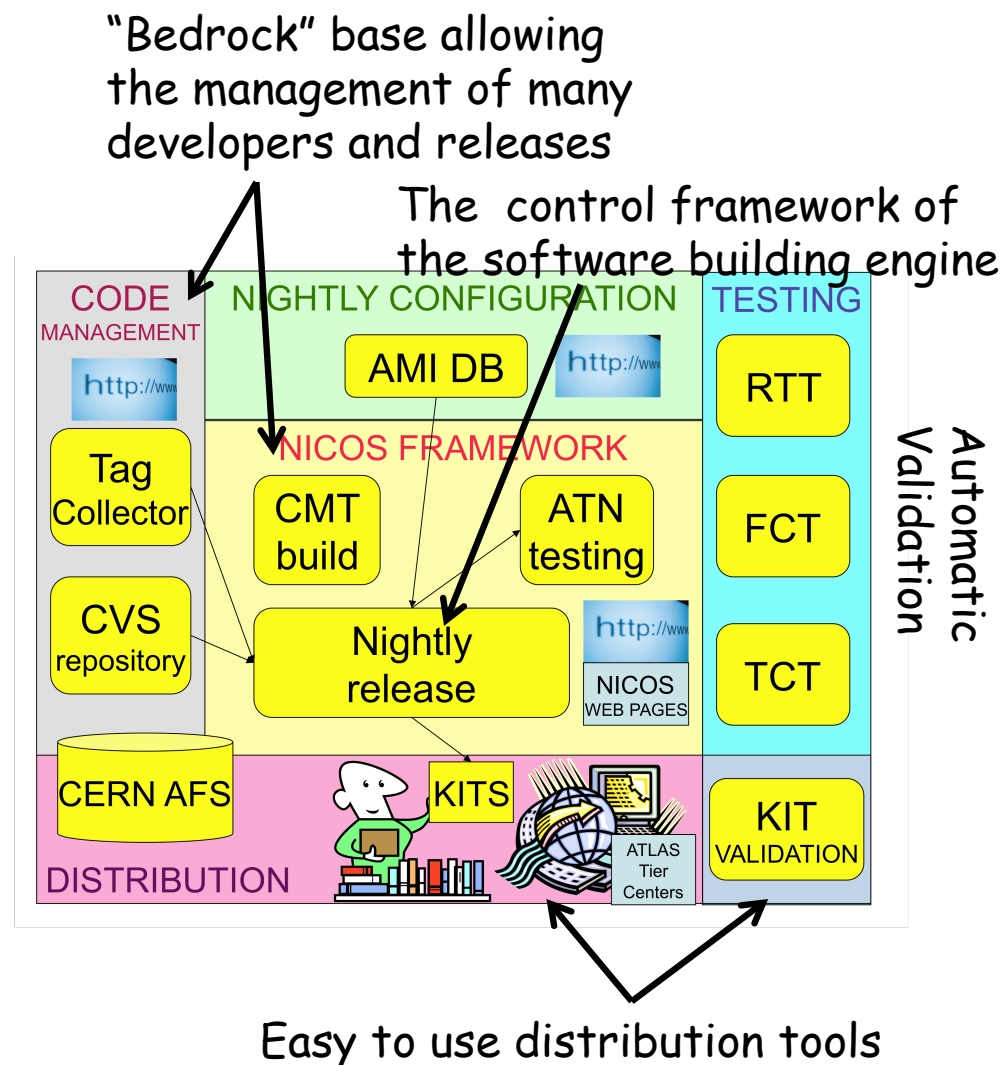 “Bedrock” base allowing
the management of many
developers and releases
The control framework of
the software building engine
CODE
MANAGEMENT
http://www
Tag
Collector
CVS
repository
NIGHTLY CONFIGURATION
AMI DB
http://www
NICOS FRAMEWORK
CMT
build
ATN
testing
Nightly
release
http://www
NICOS
WEB PAGES
TESTING
RTT
FCT
TCT
Automatic
Validation
CERN AFS
DISTRIBUTION
KITS
ATLAS
Tier
Centers
KIT
VALIDATION
Easy to use distribution tools